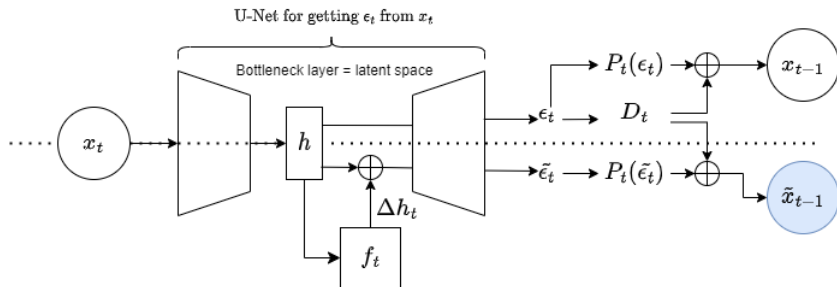 U-Net for getting ϵₜ from xₜ
Bottleneck layer = latent space
xₜ
h
Δhₜ
fₜ
ϵₜ
Pₜ(ϵₜ)
Dₜ
xₜ₋₁
ϵ̃ₜ
Pₜ(ϵ̃ₜ)
x̃ₜ₋₁